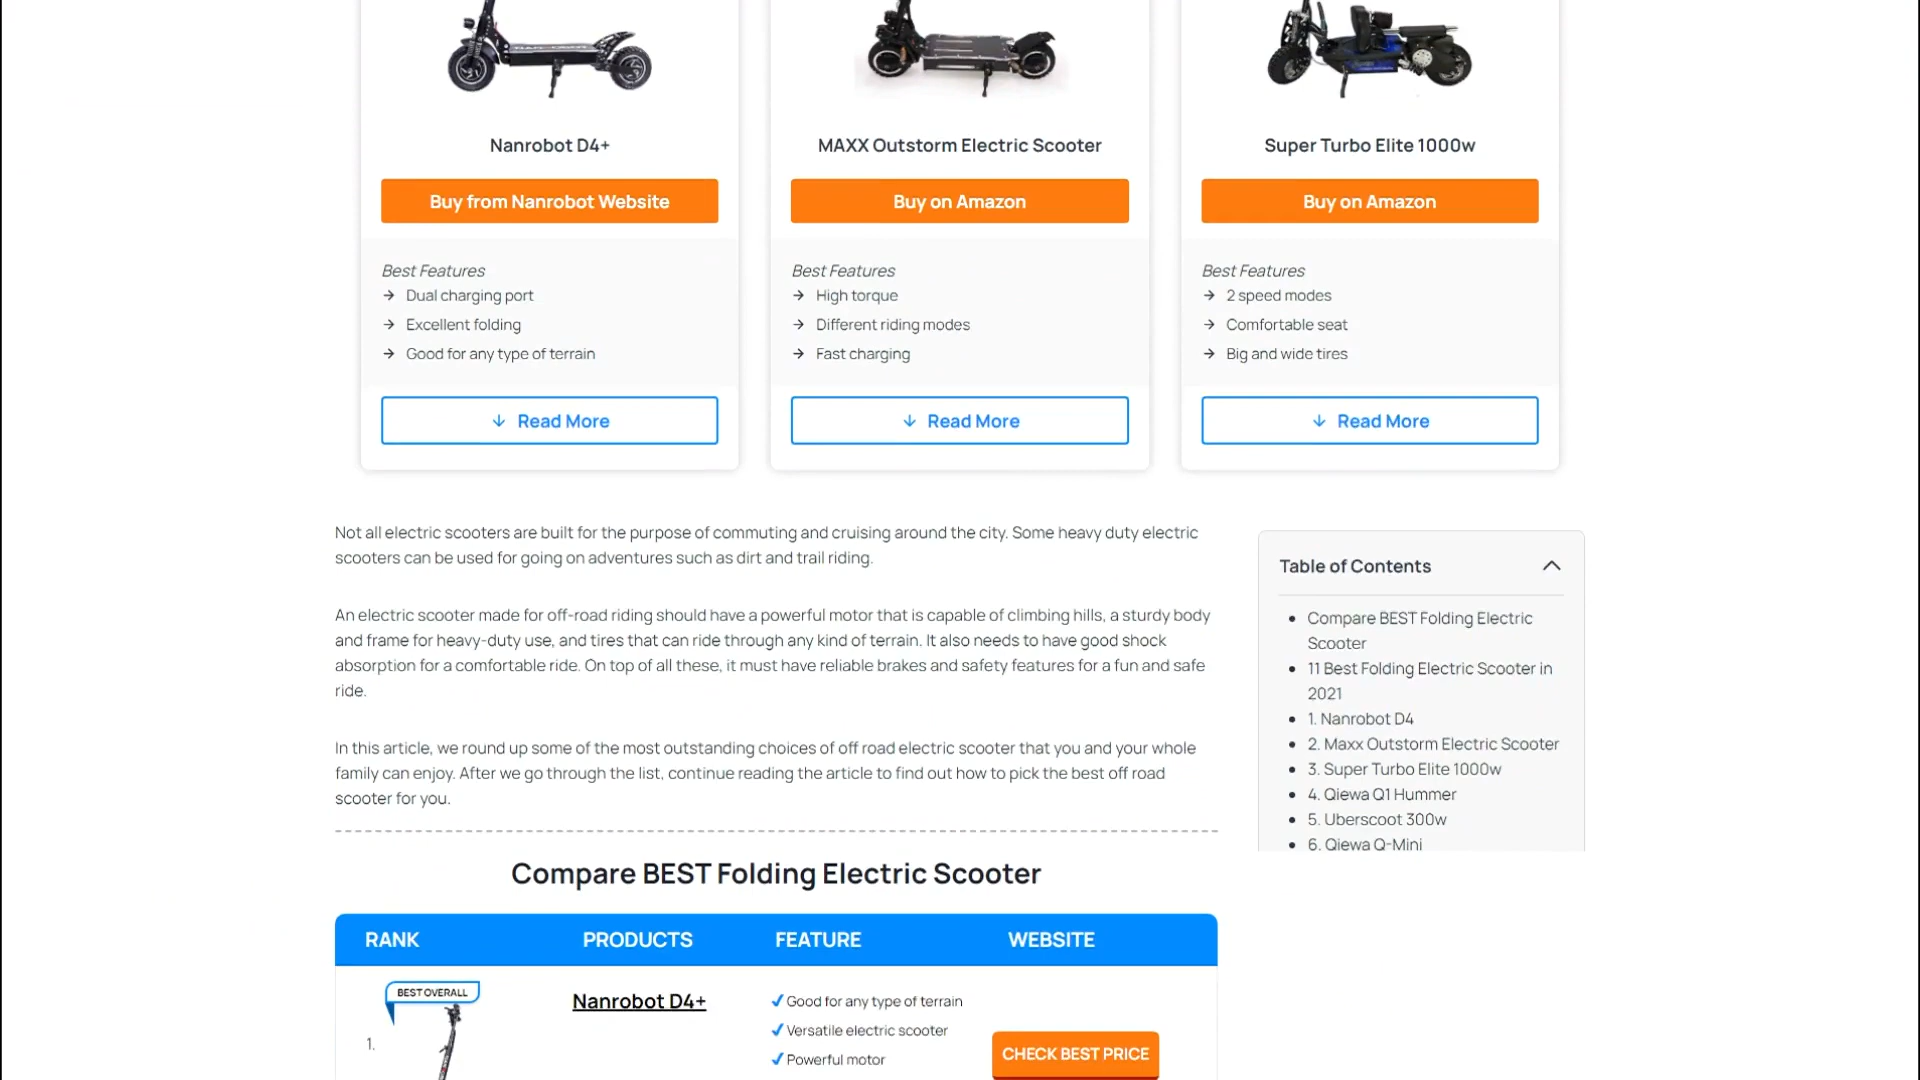 Nanrobot D4+
MAXX Outstorm Electric Scooter
Super Turbo Elite 1000w
Buy from Nanrobot Website
Buy on Amazon
Buy on Amazon
Best Features
→ Dual charging port
→ Excellent folding
→ Good for any type of terrain
Best Features
→ High torque
→ Different riding modes
→ Fast charging
Best Features
→ 2 speed modes
→ Comfortable seat
→ Big and wide tires
↓ Read More
↓ Read More
↓ Read More
Not all electric scooters are built for the purpose of commuting and cruising around the city. Some heavy duty electric
scooters can be used for going on adventures such as dirt and trail riding.
An electric scooter made for off-road riding should have a powerful motor that is capable of climbing hills, a sturdy body
and frame for heavy-duty use, and tires that can ride through any kind of terrain. It also needs to have good shock
absorption for a comfortable ride. On top of all these, it must have reliable brakes and safety features for a fun and safe
ride.
In this article, we round up some of the most outstanding choices of off road electric scooter that you and your whole
family can enjoy. After we go through the list, continue reading the article to find out how to pick the best off road
scooter for you.
Table of Contents
• Compare BEST Folding Electric
Scooter
• 11 Best Folding Electric Scooter in
2021
• 1. Nanrobot D4
• 2. Maxx Outstorm Electric Scooter
• 3. Super Turbo Elite 1000w
• 4. Qiewa Q1 Hummer
• 5. Uberscoot 300w
• 6. Qiewa Q-Mini
Compare BEST Folding Electric Scooter
RANK PRODUCTS FEATURE WEBSITE
BEST OVERALL
1.
Nanrobot D4+
✓ Good for any type of terrain
✓ Versatile electric scooter
✓ Powerful motor
CHECK BEST PRICE